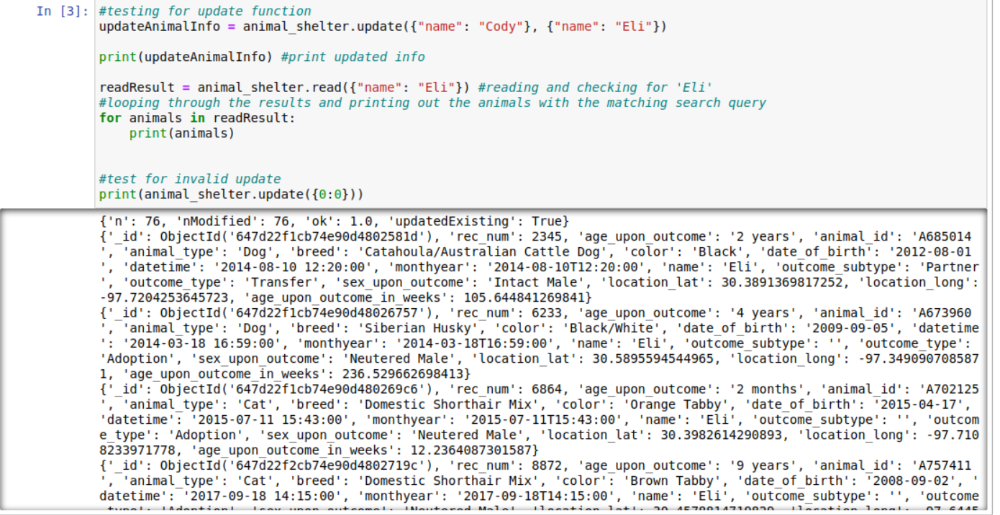 In [3]: #testing for update function
updateAnimalInfo = animal_shelter.update({"name": "Cody"}, {"name": "Eli"})
print(updateAnimalInfo) #print updated info
readResult = animal_shelter.read({"name": "Eli"}) #reading and checking for 'Eli'
#looping through the results and printing out the animals with the matching search query
for animals in readResult:
    print(animals)
#test for invalid update
print(animal_shelter.update({0:0}))
{'n': 76, 'nModified': 76, 'ok': 1.0, 'updatedExisting': True}
{'_id': ObjectId('647d22f1cb74e90d4802581d'), 'rec_num': 2345, 'age_upon_outcome': '2 years', 'animal_id': 'A685014
', 'animal_type': 'Dog', 'breed': 'Catahoula/Australian Cattle Dog', 'color': 'Black', 'date_of_birth': '2012-08-01
', 'datetime': '2014-08-10 12:20:00', 'monthyear': '2014-08-10T12:20:00', 'name': 'Eli', 'outcome_subtype': 'Partner
', 'outcome_type': 'Transfer', 'sex_upon_outcome': 'Intact Male', 'location_lat': 30.3891369817252, 'location_long':
-97.7204253645723, 'age_upon_outcome_in_weeks': 105.644841269841}
{'_id': ObjectId('647d22f1cb74e90d48026757'), 'rec_num': 6233, 'age_upon_outcome': '4 years', 'animal_id': 'A673960
', 'animal_type': 'Dog', 'breed': 'Siberian Husky', 'color': 'Black/White', 'date_of_birth': '2009-09-05', 'datetime
': '2014-03-18 16:59:00', 'monthyear': '2014-03-18T16:59:00', 'name': 'Eli', 'outcome_subtype': '', 'outcome_type':
'Adoption', 'sex_upon_outcome': 'Neutered Male', 'location_lat': 30.5895594544965, 'location_long': -97.349090708587
1, 'age_upon_outcome_in_weeks': 236.529662698413}
{'_id': ObjectId('647d22f1cb74e90d480269c6'), 'rec_num': 6864, 'age_upon_outcome': '2 months', 'animal_id': 'A702125
', 'animal_type': 'Cat', 'breed': 'Domestic Shorthair Mix', 'color': 'Orange Tabby', 'date_of_birth': '2015-04-17',
'datetime': '2015-07-11 15:43:00', 'monthyear': '2015-07-11T15:43:00', 'name': 'Eli', 'outcome_subtype': '', 'outcom
e_type': 'Adoption', 'sex_upon_outcome': 'Neutered Male', 'location_lat': 30.3982614290893, 'location_long': -97.710
8233971778, 'age_upon_outcome_in_weeks': 12.2364087301587}
{'_id': ObjectId('647d22f2cb74e90d4802719c'), 'rec_num': 8872, 'age_upon_outcome': '9 years', 'animal_id': 'A757411
', 'animal_type': 'Cat', 'breed': 'Domestic Shorthair Mix', 'color': 'Brown Tabby', 'date_of_birth': '2008-09-02', '
datetime': '2017-09-18 14:15:00', 'monthyear': '2017-09-18T14:15:00', 'name': 'Eli', 'outcome_subtype': '', 'outcome